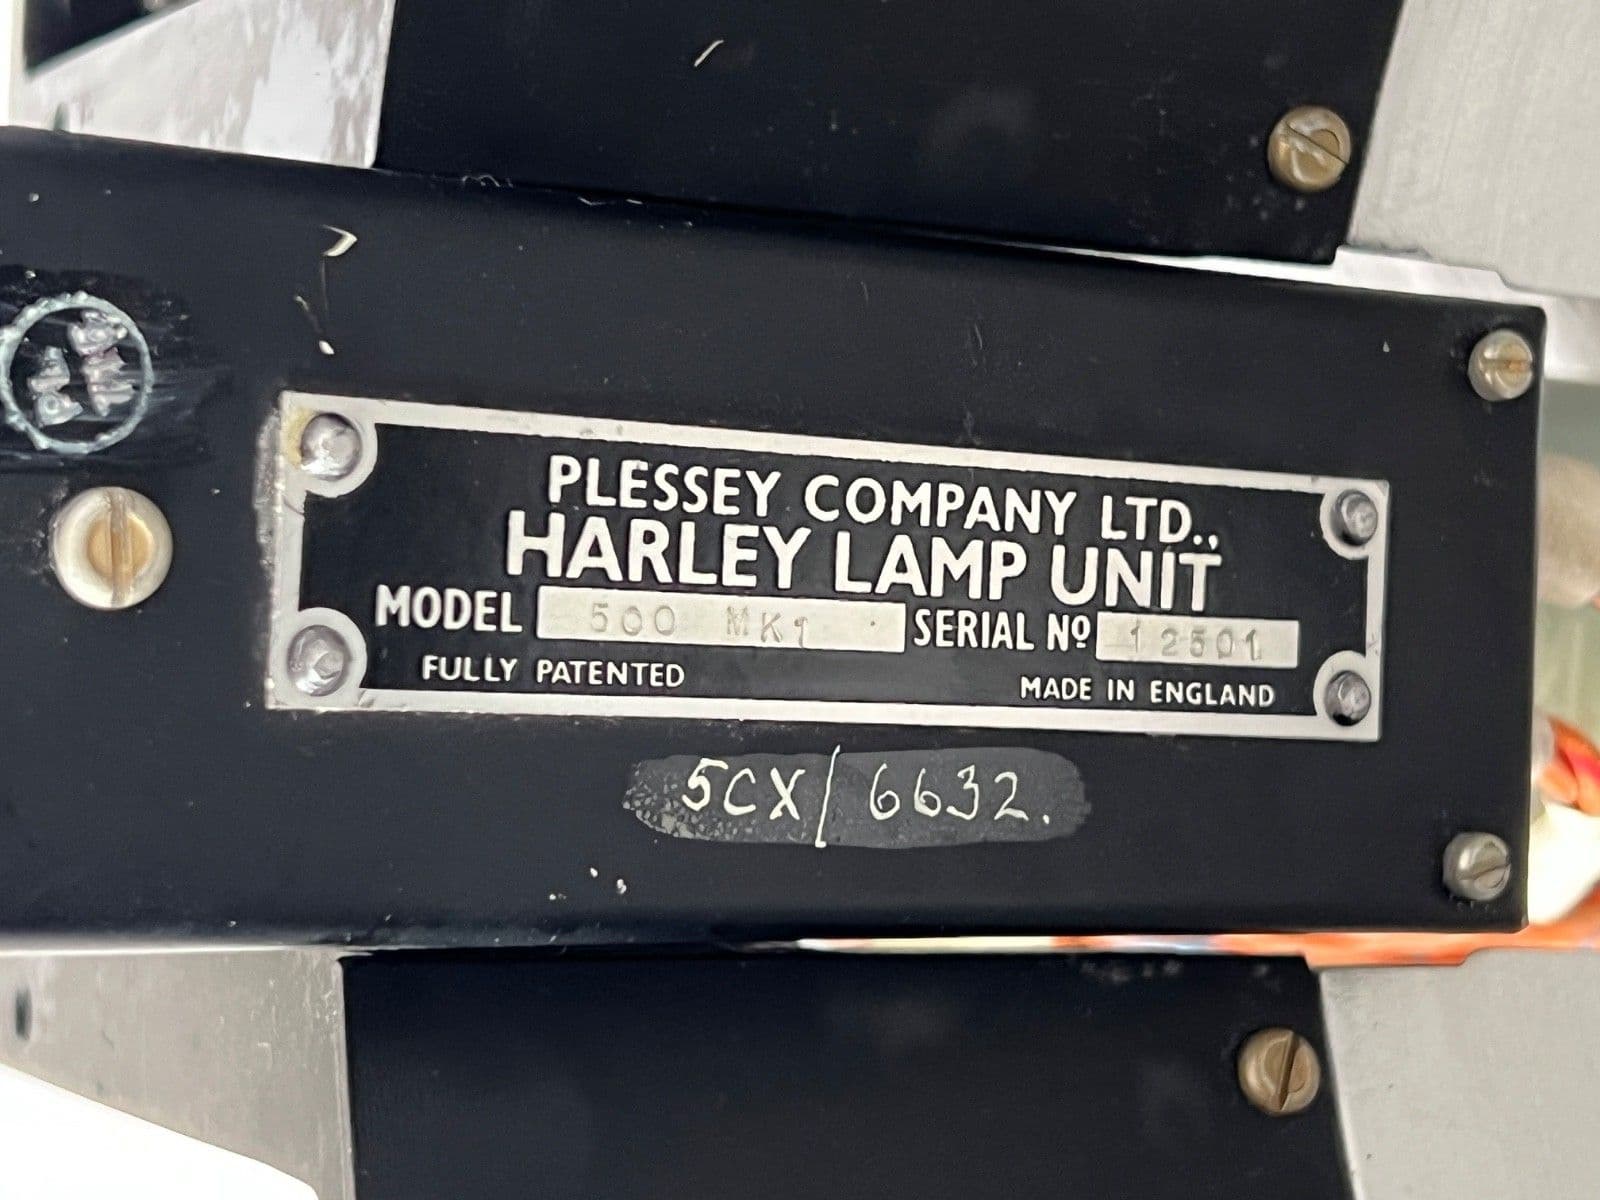 PLESSEY COMPANY LTD.,
HARLEY LAMP UNIT
MODEL 500 MK1 SERIAL Nº 12501
FULLY PATENTED MADE IN ENGLAND
5CX/6632.